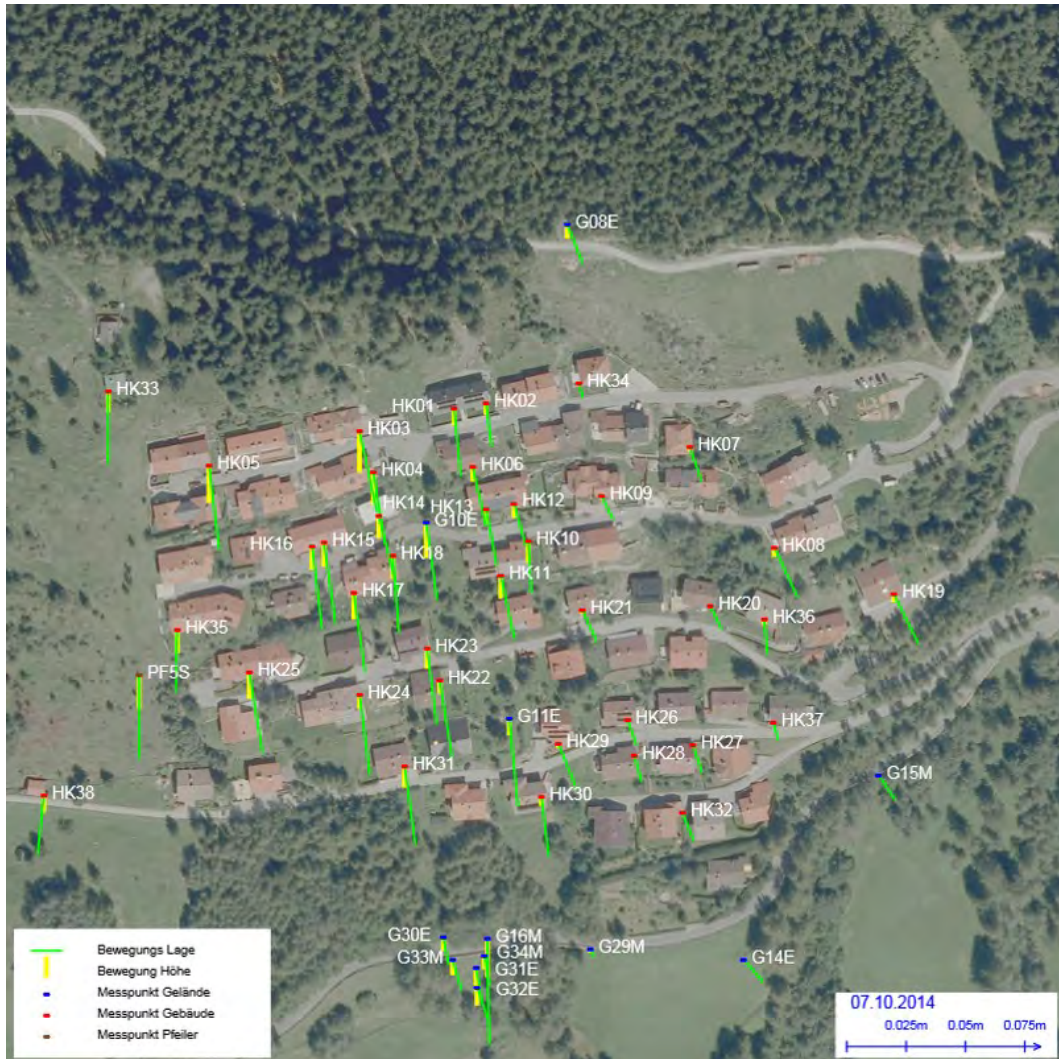 G08E
HK33
HK34
HK01
HK02
HK03
HK07
HK05
HK04
HK06
HK09
HK14
HK13
HK12
G10E
HK16
HK15
HK18
HK10
HK08
HK17
HK11
HK19
HK21
HK20
HK36
HK35
HK23
PF5S
HK25
HK22
HK24
G11E
HK26
HK37
HK29
HK28
HK27
HK31
G15M
HK38
HK30
HK32
G30E
G16M
G29M
G33M
G34M
G31E
G14E
G32E
Bewegungs Lage
Bewegung Höhe
Messpunkt Gelände
Messpunkt Gebäude
Messpunkt Pfeiler
07.10.2014
0.025m 0.05m 0.075m